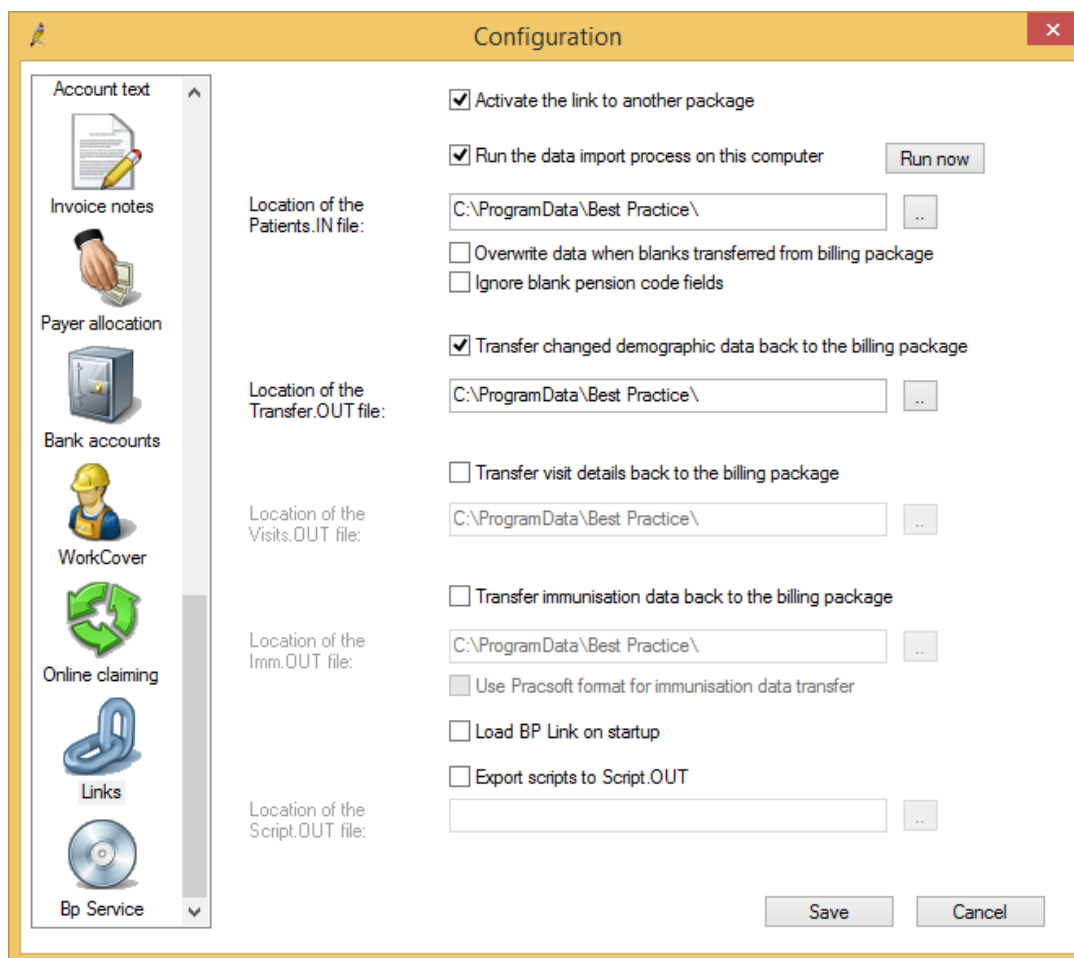 Configuration
Account text
Invoice notes
Payer allocation
Bank accounts
WorkCover
Online claiming
Links
Bp Service
Activate the link to another package
Run the data import process on this computer
Run now
Location of the
Patients.IN file:
C:\ProgramData\Best Practice\
..
Overwrite data when blanks transferred from billing package
Ignore blank pension code fields
Transfer changed demographic data back to the billing package
Location of the
Transfer.OUT file:
C:\ProgramData\Best Practice\
..
Transfer visit details back to the billing package
Location of the
Visits.OUT file:
C:\ProgramData\Best Practice\
..
Transfer immunisation data back to the billing package
Location of the
Imm.OUT file:
C:\ProgramData\Best Practice\
..
Use Pracsoft format for immunisation data transfer
Load BP Link on startup
Export scripts to Script.OUT
Location of the
Script.OUT file:
..
Save
Cancel